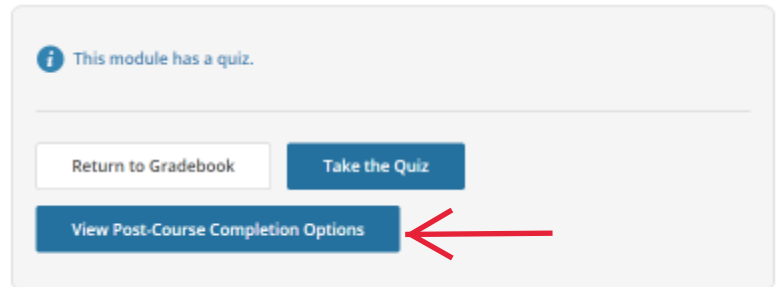 This module has a quiz.
Return to Gradebook
Take the Quiz
View Post-Course Completion Options